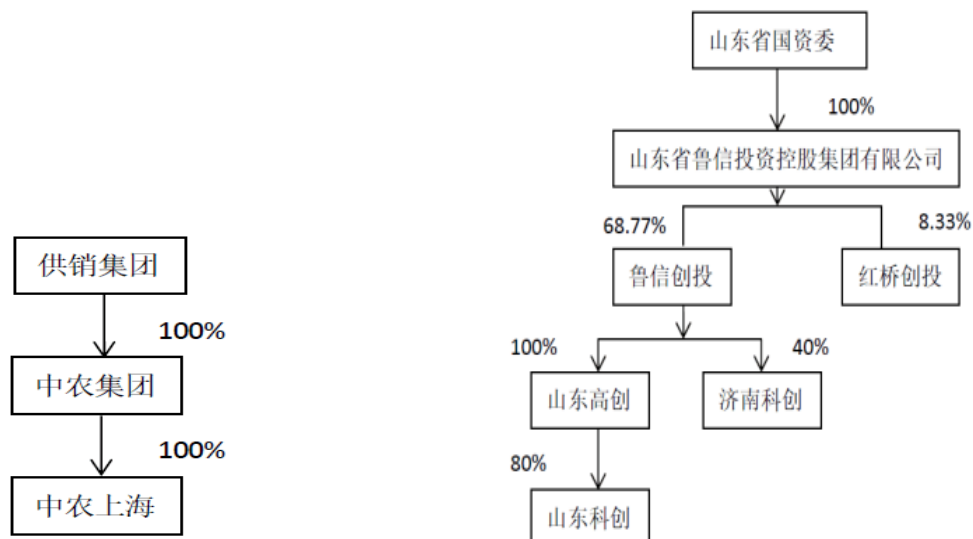 供销集团
100%
中农集团
100%
中农上海
山东省国资委
100%
山东省鲁信投资控股集团有限公司
68.77%
8.33%
鲁信创投
红桥创投
100%
40%
山东高创
济南科创
80%
山东科创